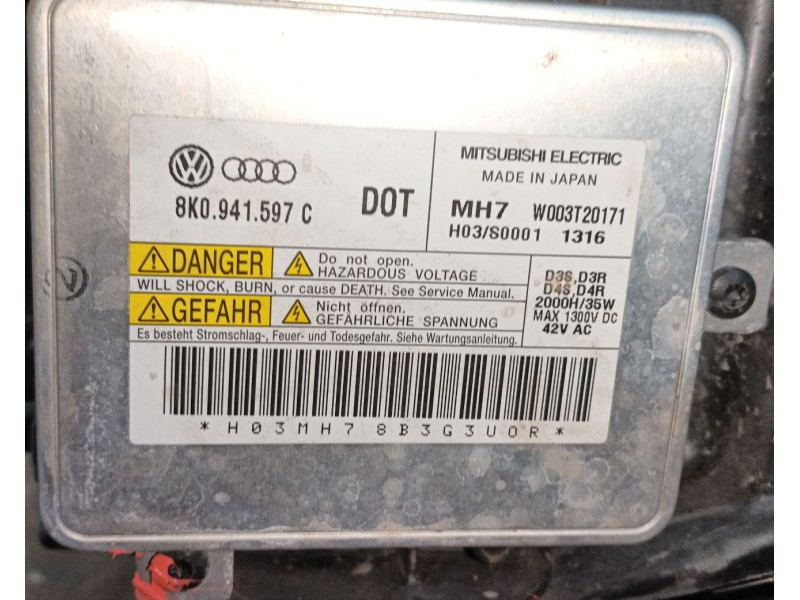 8K0.941.597 C
DOT
MITSUBISHI ELECTRIC
MADE IN JAPAN
MH7 W003T20171
H03/S0001 1316
DANGER
Do not open.
HAZARDOUS VOLTAGE
WILL SHOCK, BURN, or cause DEATH. See Service Manual.
GEFAHR
Nicht öffnen.
GEFÄHRLICHE SPANNUNG
Es besteht Stromschlag-, Feuer- und Todesgefahr. Siehe Wartungsanleitung.
D3S,D3R
D4S,D4R
2000H/35W
MAX 1300V DC
42V AC
*H03MH78B3G3U0R*
2